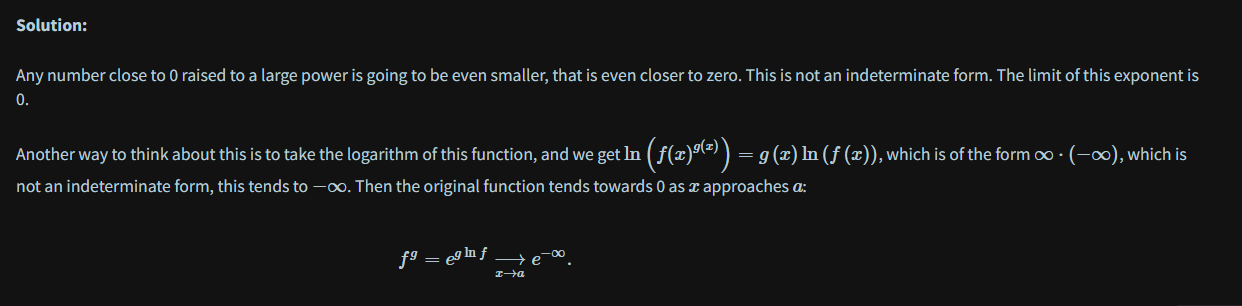 Solution:
Any number close to 0 raised to a large power is going to be even smaller, that is even closer to zero. This is not an indeterminate form. The limit of this exponent is
0.
Another way to think about this is to take the logarithm of this function, and we get ln (f(x)^{g(x)}) = g (x) ln (f (x)), which is of the form ∞ · (−∞), which is
not an indeterminate form, this tends to −∞. Then the original function tends towards 0 as x approaches a:
f^g = e^{g ln f} ⟶_{x→a} e^{−∞}.